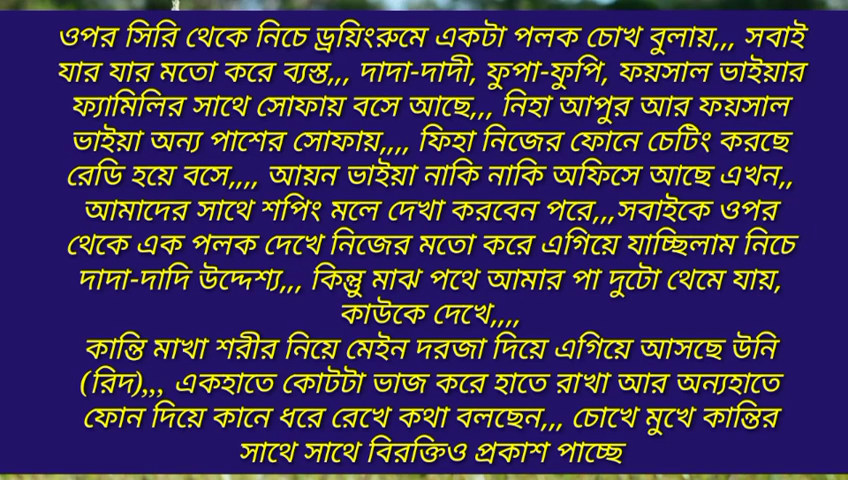 ওপর সিরি থেকে নিচে ড্রয়িংরুমে একটা পলক চোখ বুলায়,,, সবাই
যার যার মতো করে ব্যস্ত,,, দাদা-দাদী, ফুপা-ফুপি, ফয়সাল ভাইয়ার
ফ্যামিলির সাথে সোফায় বসে আছে,,, নিহা আপুর আর ফয়সাল
ভাইয়া অন্য পাশের সোফায়,,,, ফিহা নিজের ফোনে চেটিং করছে
রেডি হয়ে বসে,,,, আয়ন ভাইয়া নাকি নাকি অফিসে আছে এখন,,
আমাদের সাথে শপিং মলে দেখা করবেন পরে,,,সবাইকে ওপর
থেকে এক পলক দেখে নিজের মতো করে এগিয়ে যাচ্ছিলাম নিচে
দাদা-দাদি উদ্দেশ্য,,, কিন্তু মাঝ পথে আমার পা দুটো থেমে যায়,
কাউকে দেখে,,,,
কান্তি মাখা শরীর নিয়ে মেইন দরজা দিয়ে এগিয়ে আসছে উনি
(রিদ),,, একহাতে কোটটা ভাজ করে হাতে রাখা আর অন্যহাতে
ফোন দিয়ে কানে ধরে রেখে কথা বলছেন,,, চোখে মুখে কান্তির
সাথে সাথে বিরক্তিও প্রকাশ পাচ্ছে